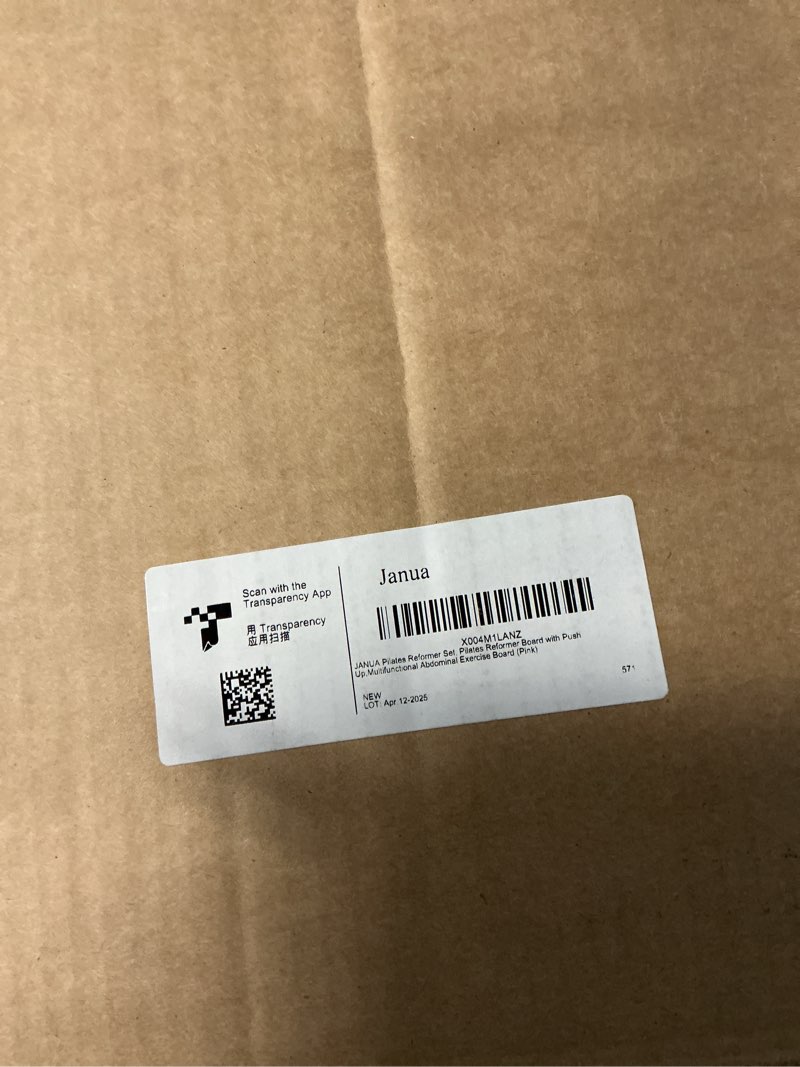 Scan with the
Transparency App
用 Transparency
应用扫描
Janua
X004M1LANZ
JANUA Pilates Reformer Set, Pilates Reformer Board with Push
Up,Multifunctional Abdominal Exercise Board (Pink)
NEW
LOT: Apr 12-2025
571